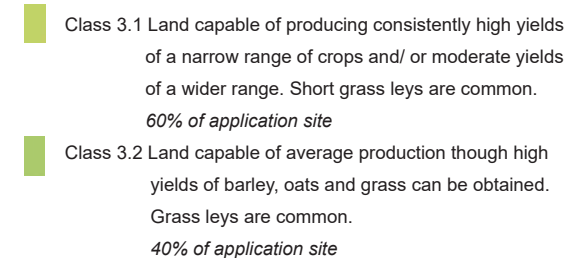 Class 3.1 Land capable of producing consistently high yields
of a narrow range of crops and/ or moderate yields
of a wider range. Short grass leys are common.
60% of application site
Class 3.2 Land capable of average production though high
yields of barley, oats and grass can be obtained.
Grass leys are common.
40% of application site